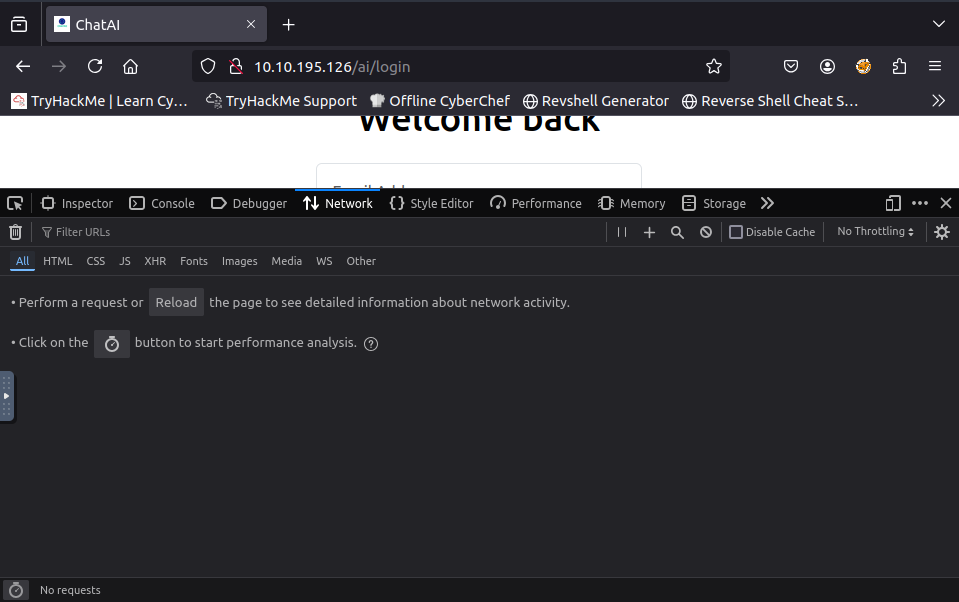 ChatAI
10.10.195.126/ai/login
TryHackMe | Learn Cy… TryHackMe Support Offline CyberChef Revshell Generator Reverse Shell Cheat S…
Welcome back
Email Address
Inspector Console Debugger Network Style Editor Performance Memory Storage
Filter URLs Disable Cache No Throttling
All HTML CSS JS XHR Fonts Images Media WS Other
• Perform a request or Reload the page to see detailed information about network activity.
• Click on the button to start performance analysis. ?
No requests